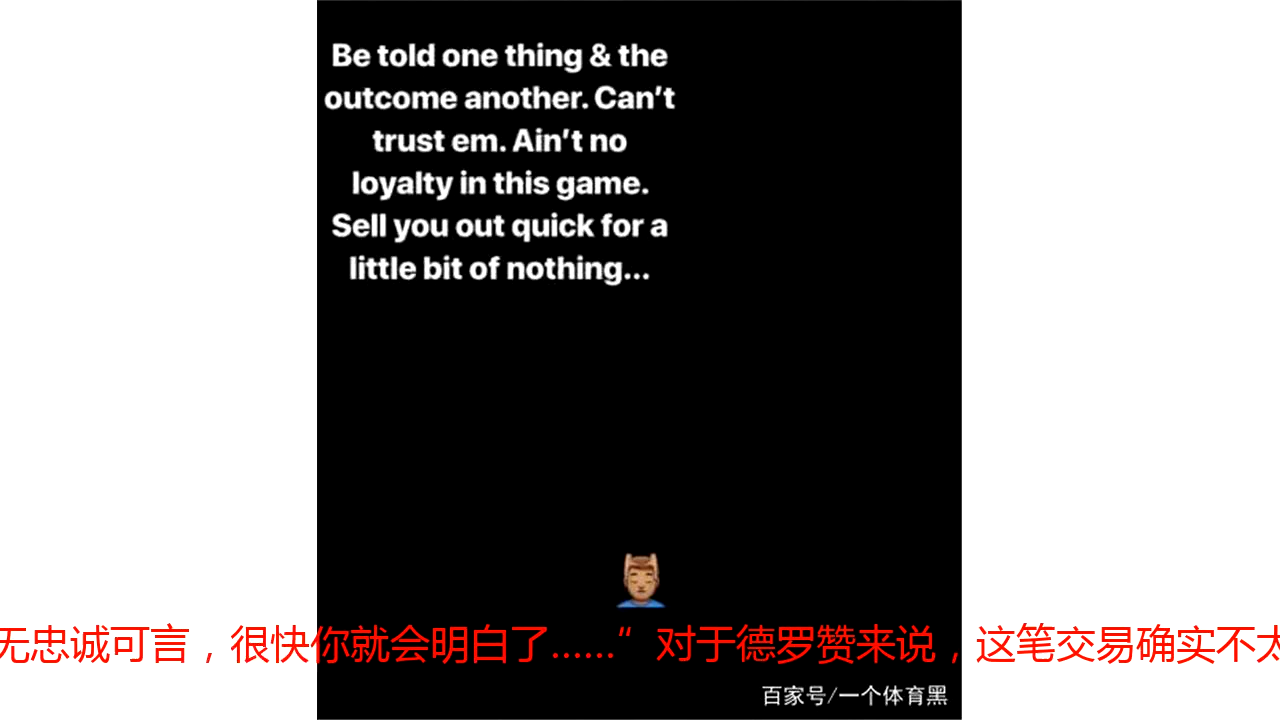 Be told one thing & the
outcome another. Can’t
trust em. Ain’t no
loyalty in this game.
Sell you out quick for a
little bit of nothing...
无忠诚可言，很快你就会明白了......”对于德罗赞来说，这笔交易确实不太
百家号/一个体育黑